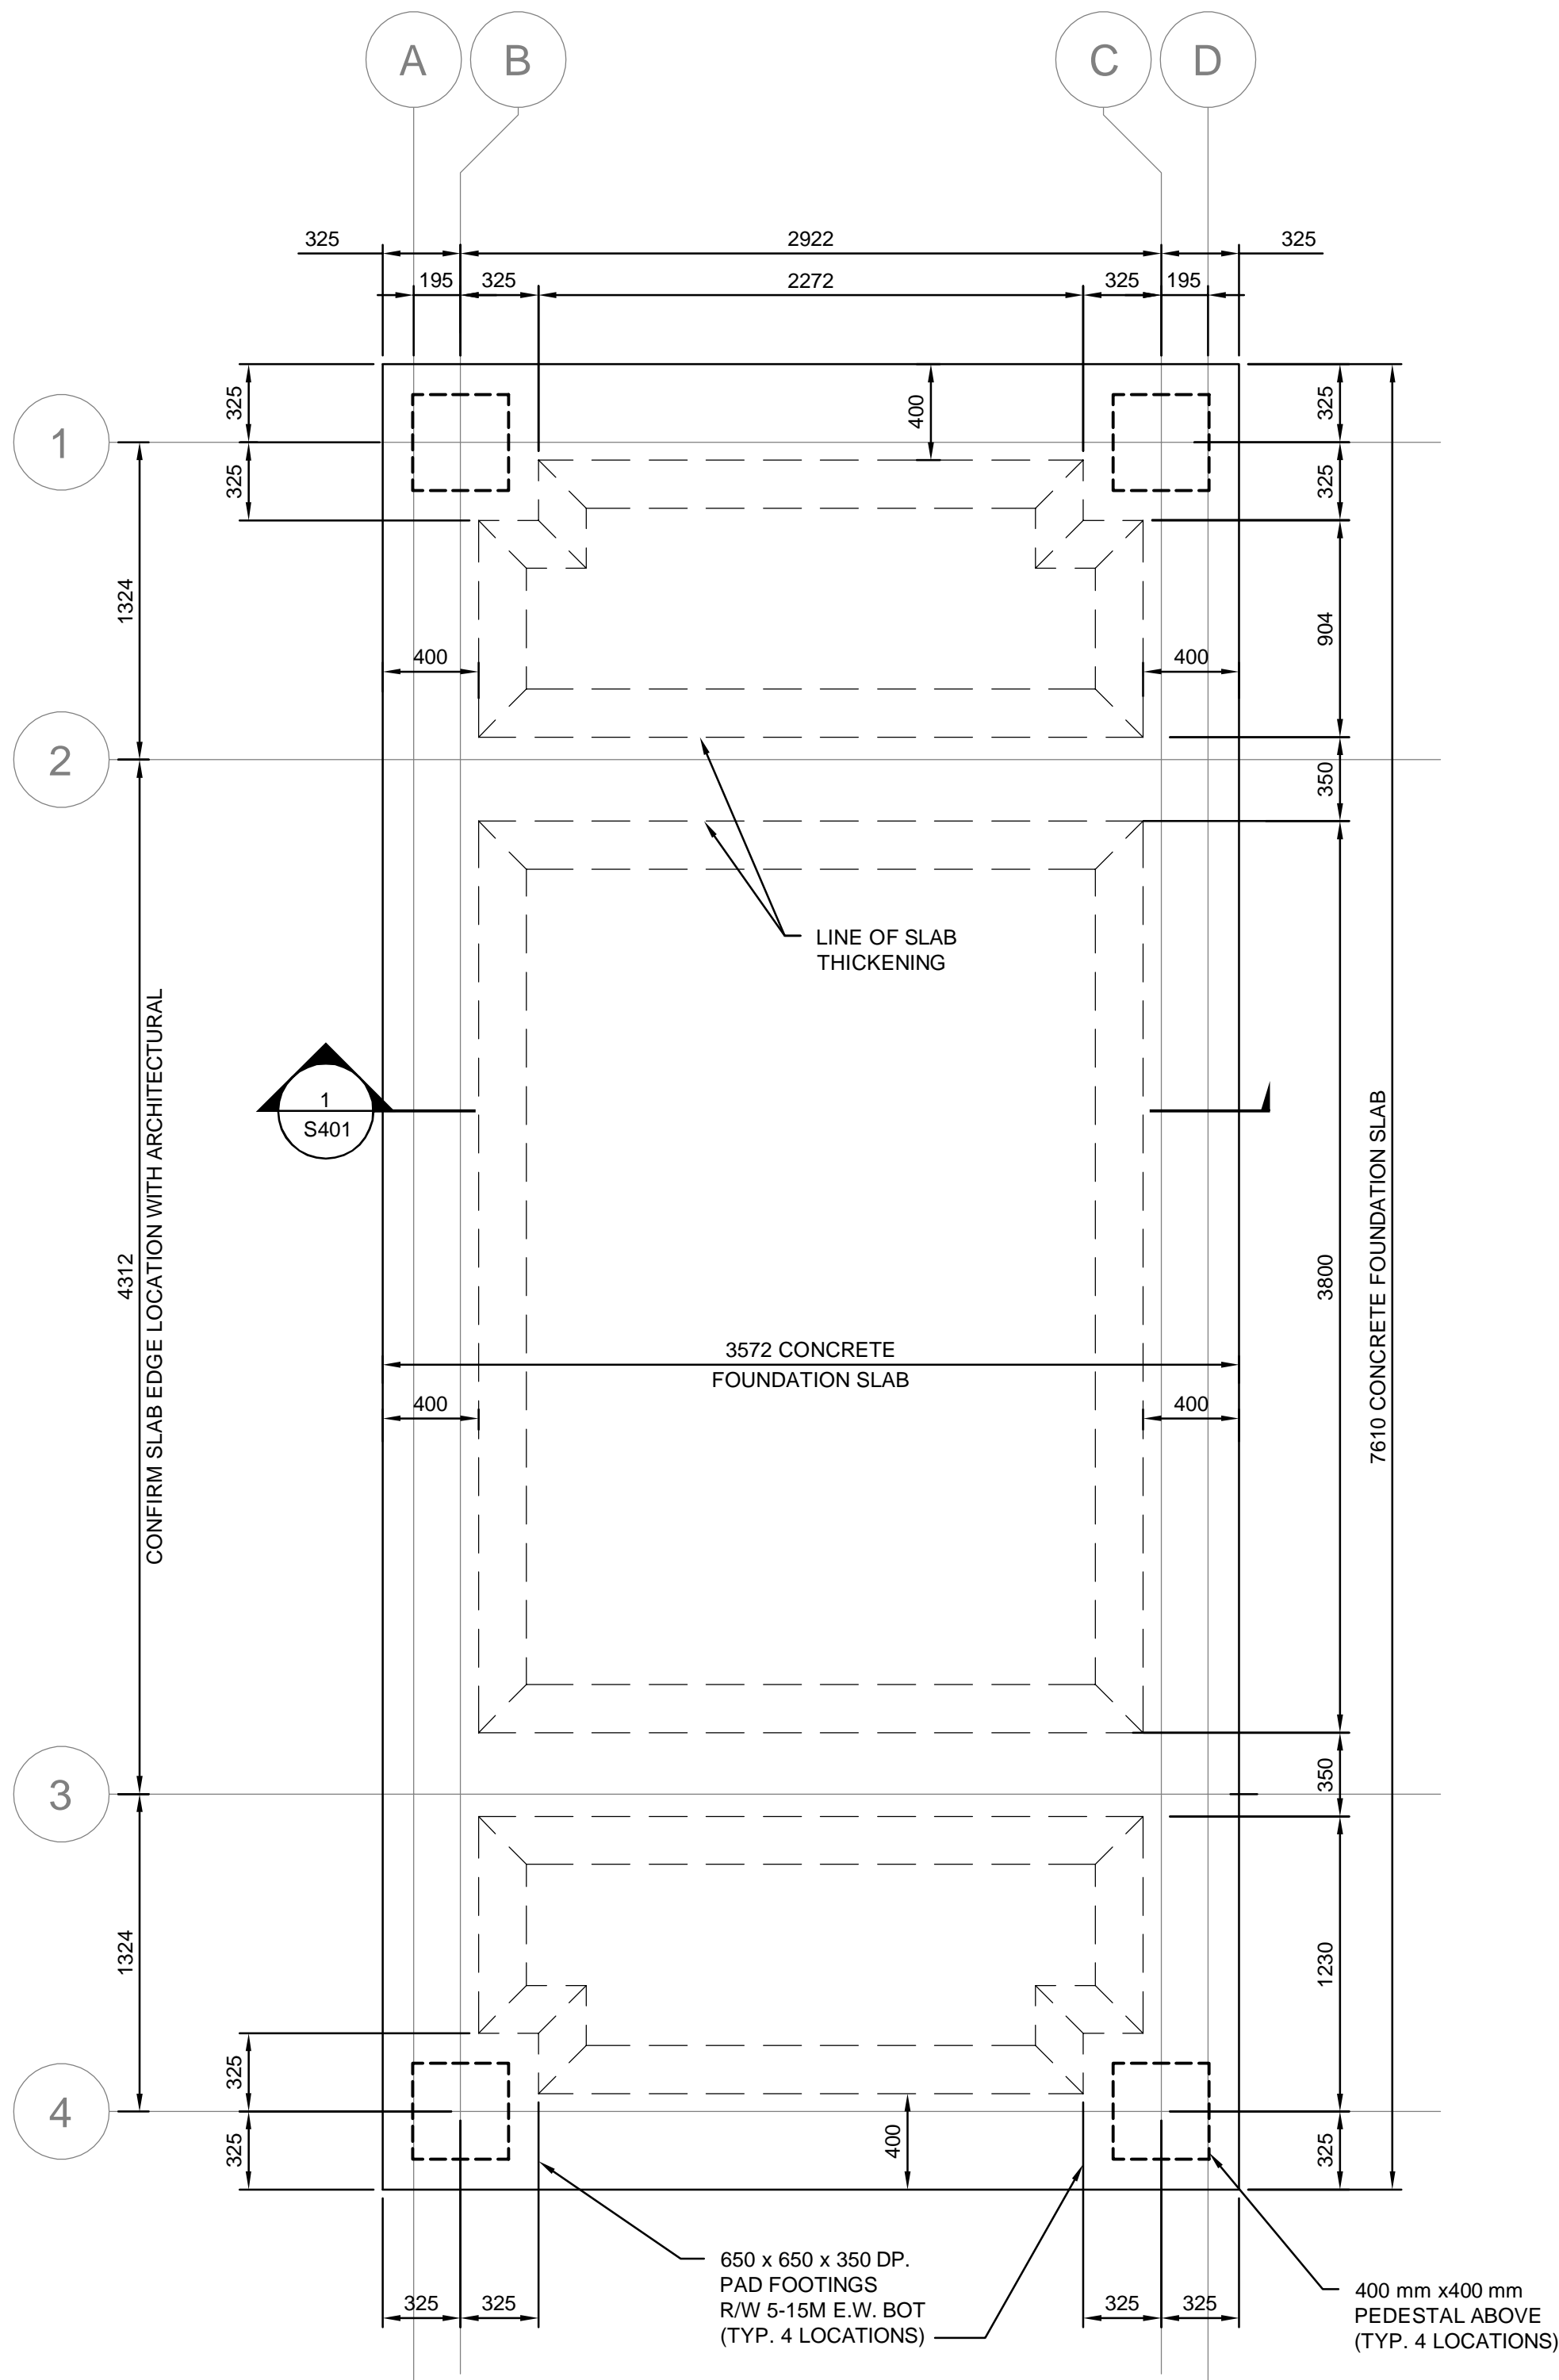 A
B
C
D
325
2922
325
195
325
2272
325
195
325
400
325
1
325
325
1324
904
400
400
2
350
LINE OF SLAB
THICKENING
1
S401
4312
CONFIRM SLAB EDGE LOCATION WITH ARCHITECTURAL
3800
7610 CONCRETE FOUNDATION SLAB
3572 CONCRETE
FOUNDATION SLAB
400
400
3
350
1324
1230
325
4
325
400
325
650 x 650 x 350 DP.
PAD FOOTINGS
R/W 5-15M E.W. BOT
(TYP. 4 LOCATIONS)
400 mm x400 mm
PEDESTAL ABOVE
(TYP. 4 LOCATIONS)
325
325
325
325